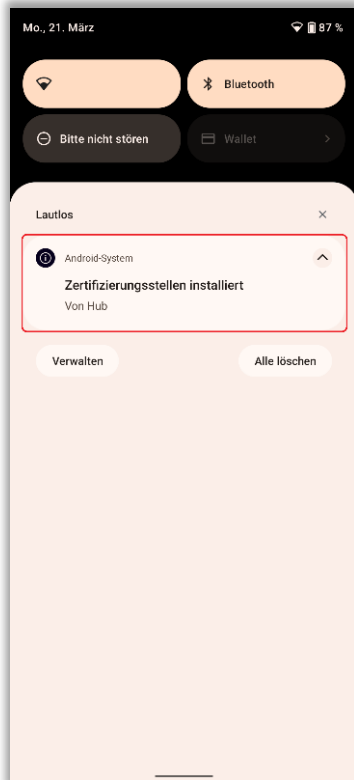 Mo., 21. März
87 %
Bluetooth
Bitte nicht stören
Wallet
Lautlos
Android-System
Zertifizierungsstellen installiert
Von Hub
Verwalten
Alle löschen